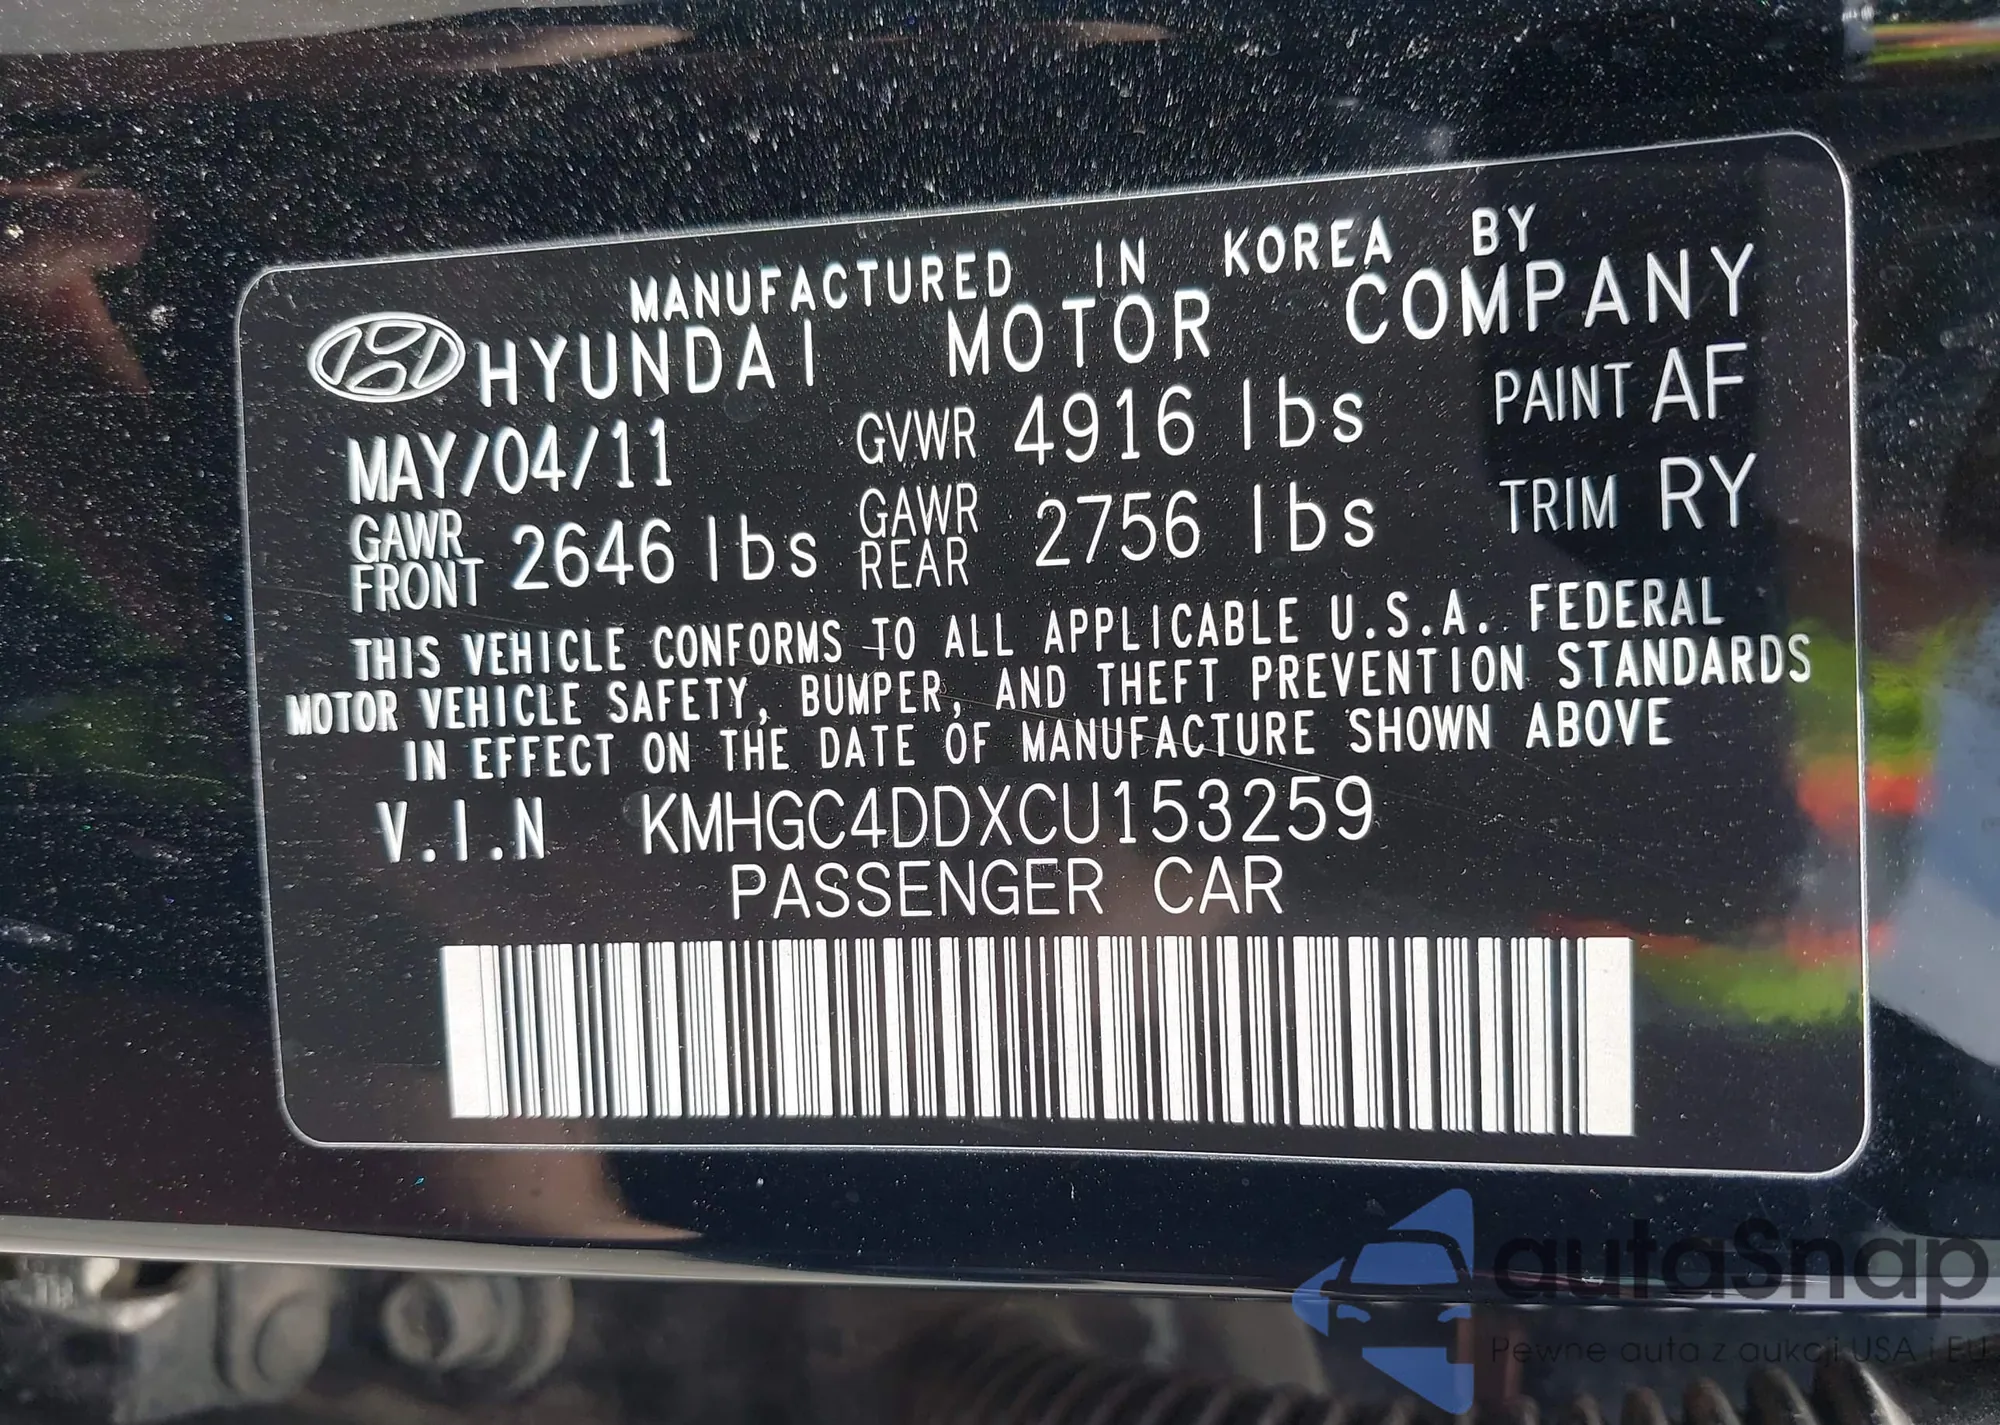 MANUFACTURED IN KOREA BY
HYUNDAI MOTOR COMPANY
MAY/04/11 GVWR 4916 lbs PAINT AF
GAWR FRONT 2646 lbs GAWR REAR 2756 lbs TRIM RY
THIS VEHICLE CONFORMS TO ALL APPLICABLE U.S.A. FEDERAL
MOTOR VEHICLE SAFETY, BUMPER, AND THEFT PREVENTION STANDARDS
IN EFFECT ON THE DATE OF MANUFACTURE SHOWN ABOVE
V.I.N KMHGC4DDXCU153259
PASSENGER CAR
autaSnap
Pewne auta z aukcji USA i EU